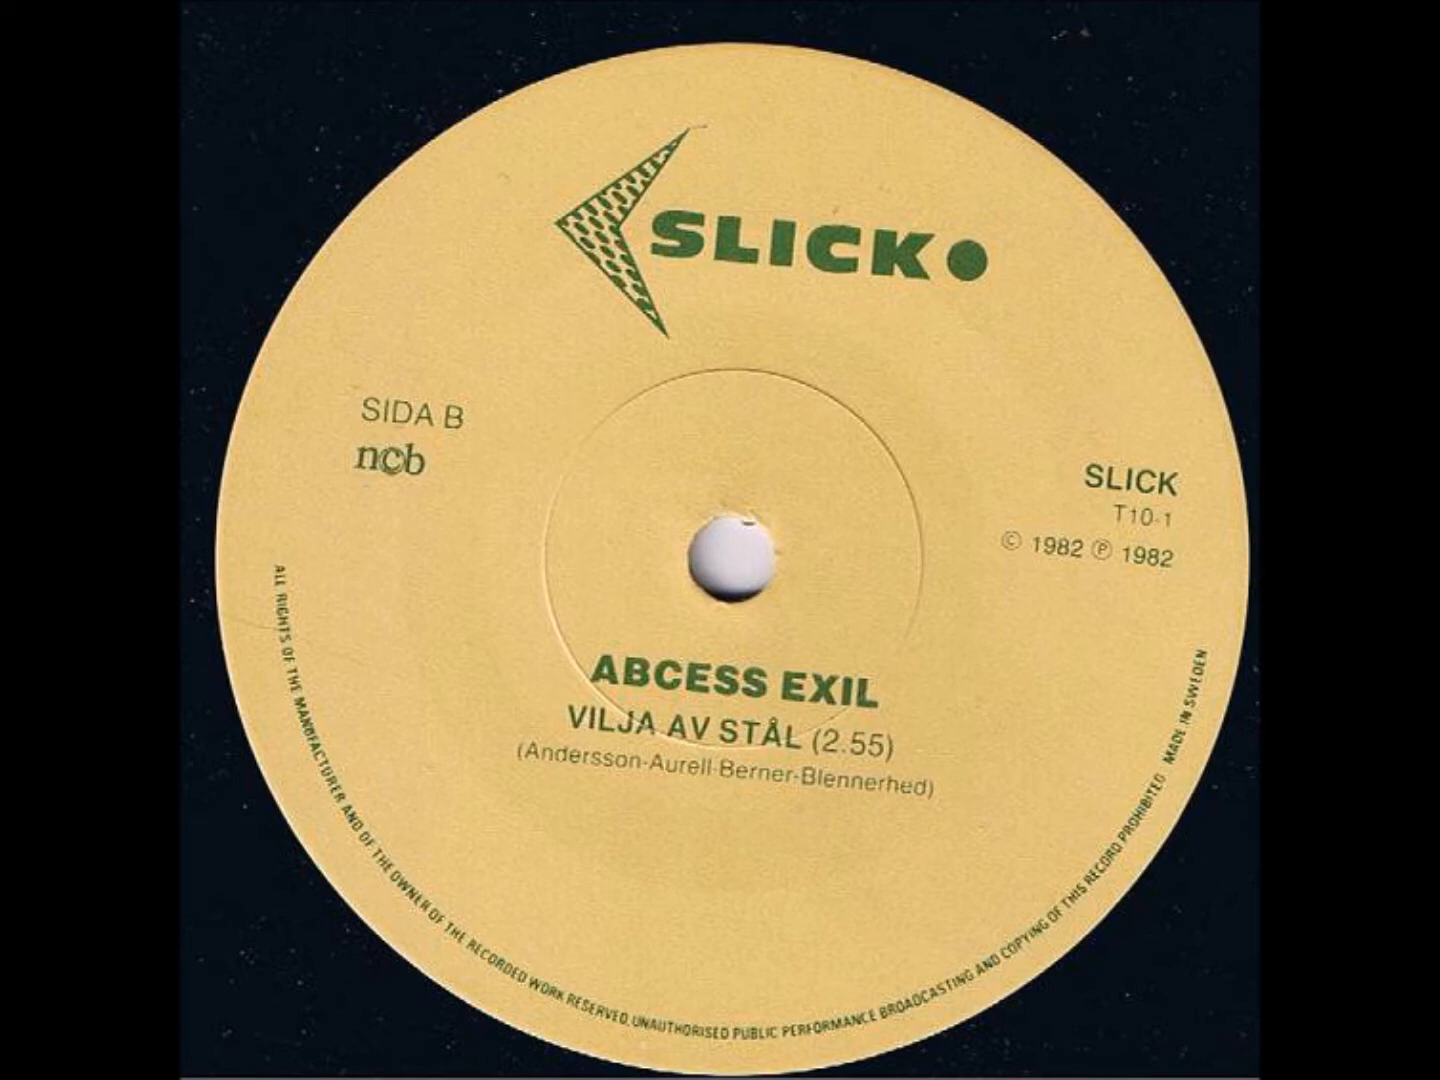 SLICK
SIDA B
ncb
SLICK
T10-1
© 1982 ℗ 1982
ABCESS EXIL
VILJA AV STÅL (2.55)
(Andersson-Aurell-Berner-Blennerhed)
ALL RIGHTS OF THE MANUFACTURER AND OF THE OWNER OF THE RECORDED WORK RESERVED. UNAUTHORISED PUBLIC PERFORMANCE BROADCASTING AND COPYING OF THIS RECORD PROHIBITED MADE IN SWEDEN